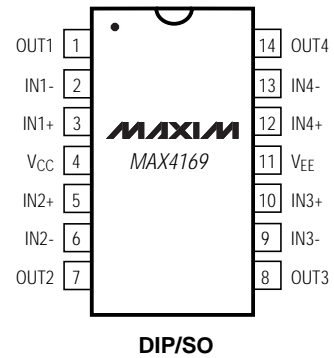 OUT1 1 14 OUT4
IN1- 2 13 IN4-
IN1+ 3 MAXIM 12 IN4+
VCC 4 MAX4169 11 VEE
IN2+ 5 10 IN3+
IN2- 6 9 IN3-
OUT2 7 8 OUT3
DIP/SO